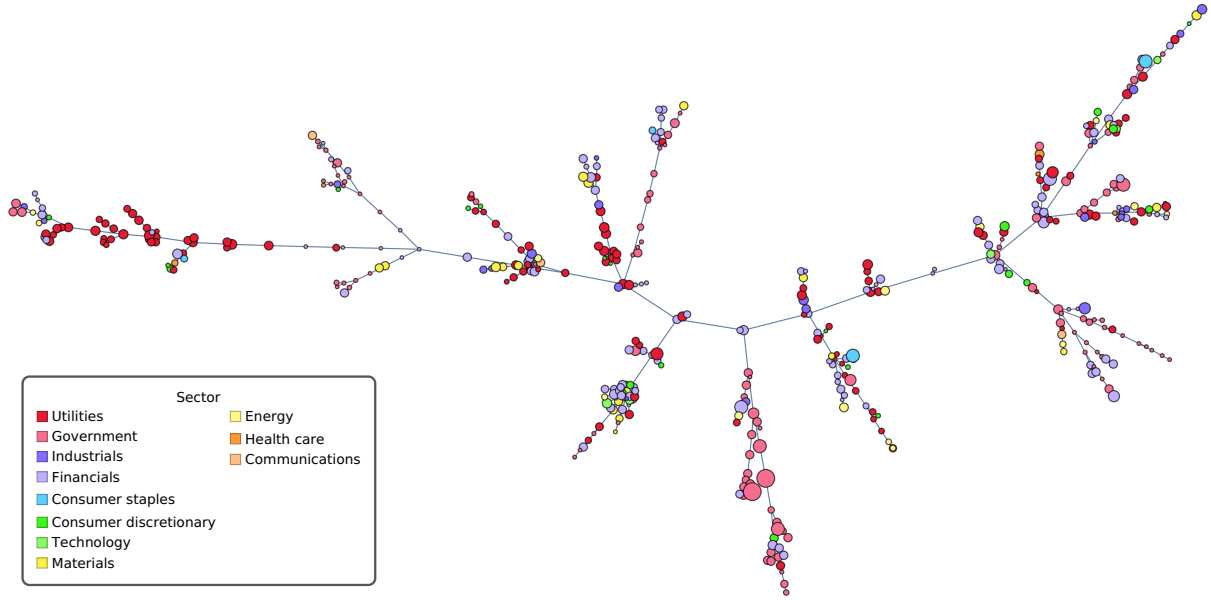 Sector
Utilities
Government
Industrials
Financials
Consumer staples
Consumer discretionary
Technology
Materials
Energy
Health care
Communications